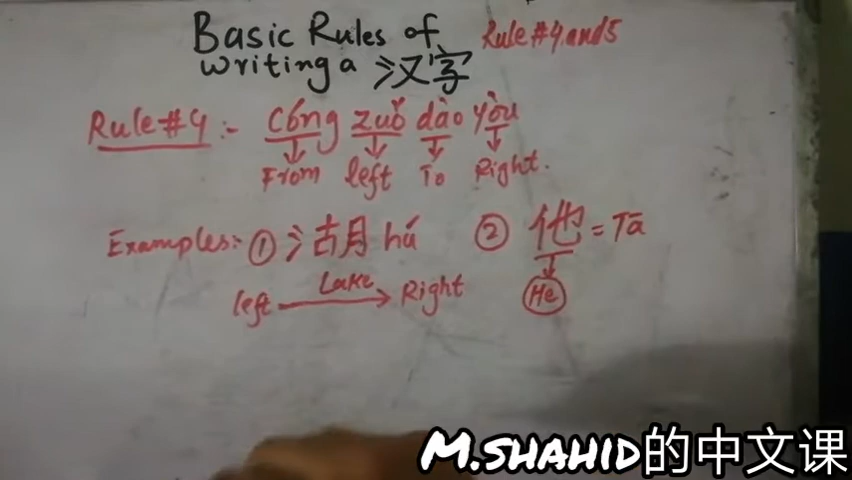 Basic Rules of Rule#4 and 5
writing a 汉字
Rule#4:- cóng zuǒ dào yòu
From left To Right.
Examples:- ① 湖 hú ② 他 = Tā
Lake He
left → Right
M.SHAHID的中文课